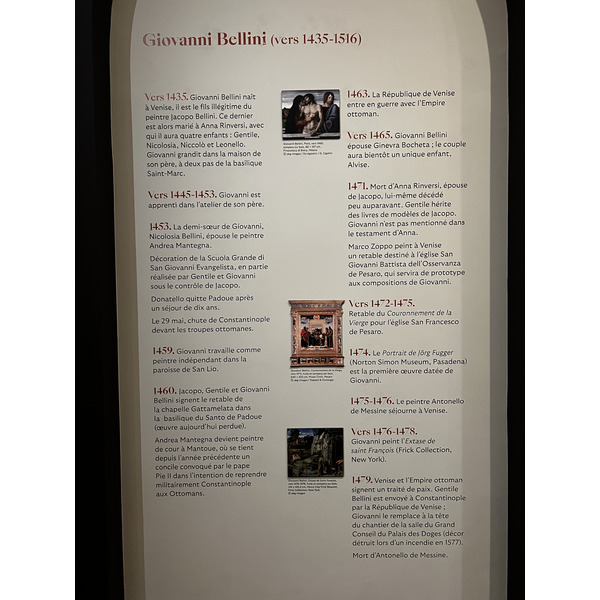 Giovanni Bellini (vers 1435-1516)
Vers 1435. Giovanni Bellini naît
à Venise, il est le fils illégitime du
peintre Jacopo Bellini. Ce dernier
est alors marié à Anna Rinversi, avec
qui il aura quatre enfants : Gentile,
Nicolosia, Niccolò et Leonello.
Giovanni grandit dans la maison de
son père, à deux pas de la basilique
Saint-Marc.
Vers 1445-1453. Giovanni est
apprenti dans l'atelier de son père.
1453. La demi-sœur de Giovanni,
Nicolosia Bellini, épouse le peintre
Andrea Mantegna.
Décoration de la Scuola Grande di
San Giovanni Evangelista, en partie
réalisée par Gentile et Giovanni
sous le contrôle de Jacopo.
Donatello quitte Padoue après
un séjour de dix ans.
Le 29 mai, chute de Constantinople
devant les troupes ottomanes.
1459. Giovanni travaille comme
peintre indépendant dans la
paroisse de San Lio.
1460. Jacopo, Gentile et Giovanni
Bellini signent le retable de
la chapelle Gattamelata dans
la basilique du Santo de Padoue
(œuvre aujourd'hui perdue).
Andrea Mantegna devient peintre
de cour à Mantoue, où se tient
depuis l'année précédente un
concile convoqué par le pape
Pie II dans l'intention de reprendre
militairement Constantinople
aux Ottomans.
1463. La République de Venise
entre en guerre avec l'Empire
ottoman.
Vers 1465. Giovanni Bellini
épouse Ginevra Bocheta ; le couple
aura bientôt un unique enfant,
Alvise.
1471. Mort d'Anna Rinversi, épouse
de Jacopo, lui-même décédé
peu auparavant. Gentile hérite
des livres de modèles de Jacopo.
Giovanni n'est pas mentionné dans
le testament d'Anna.
Marco Zoppo peint à Venise
un retable destiné à l'église San
Giovanni Battista dell'Osservanza
de Pesaro, qui servira de prototype
aux compositions de Giovanni.
Vers 1472-1475.
Retable du Couronnement de la
Vierge pour l'église San Francesco
de Pesaro.
1474. Le Portrait de Jörg Fugger
(Norton Simon Museum, Pasadena)
est la première œuvre datée de
Giovanni.
1475-1476. Le peintre Antonello
de Messine séjourne à Venise.
Vers 1476-1478.
Giovanni peint l'Extase de
saint François (Frick Collection,
New York).
1479. Venise et l'Empire ottoman
signent un traité de paix. Gentile
Bellini est envoyé à Constantinople
par la République de Venise ;
Giovanni le remplace à la tête
du chantier de la salle du Grand
Conseil du Palais des Doges (décor
détruit lors d'un incendie en 1577).
Mort d'Antonello de Messine.